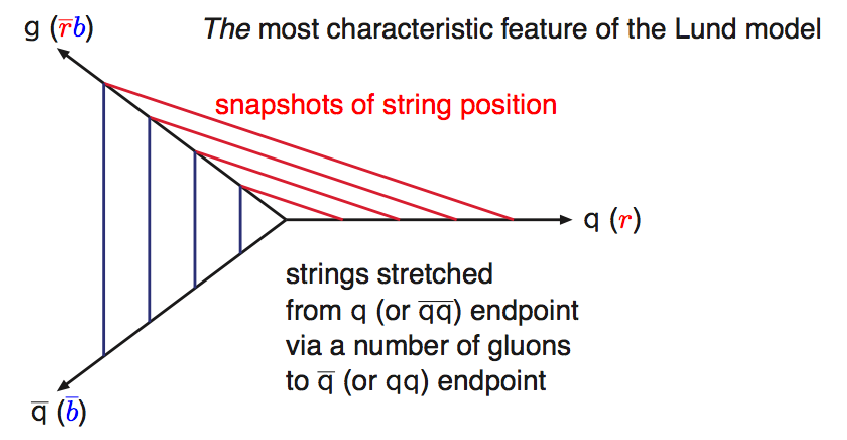 g (r̅b)
The most characteristic feature of the Lund model
snapshots of string position
q (r)
strings stretched
from q (or q̅q̅) endpoint
via a number of gluons
to q̅ (or qq) endpoint
q̅ (b̅)